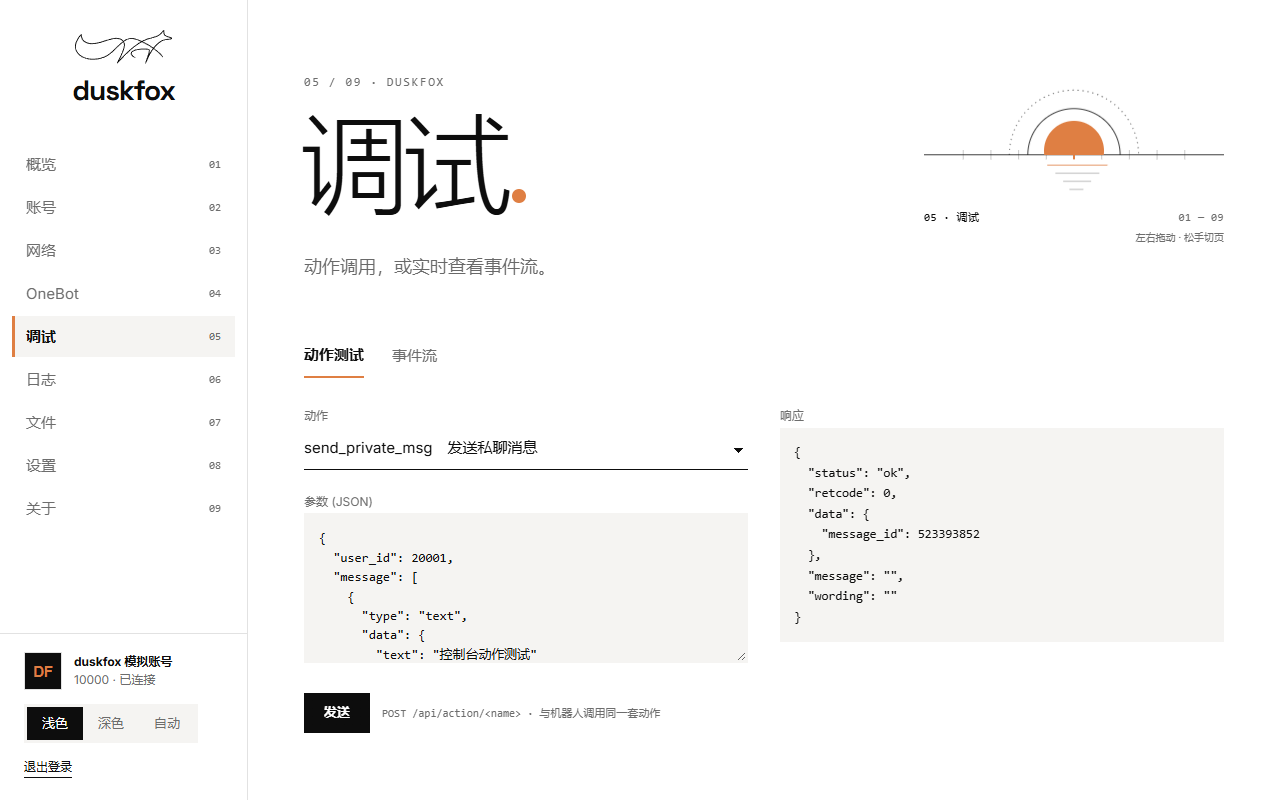 duskfox
概览 01
账号 02
网络 03
OneBot 04
调试 05
日志 06
文件 07
设置 08
关于 09
DF
duskfox 模拟账号
10000 · 已连接
浅色 深色 自动
退出登录
05 / 09 · DUSKFOX
调试.
动作调用，或实时查看事件流。
05 · 调试 01 — 09
左右拖动 · 松手切页
动作测试 事件流
动作
send_private_msg 发送私聊消息
参数 (JSON)
{
"user_id": 20001,
"message": [
{
"type": "text",
"data": {
"text": "控制台动作测试"
发送 POST /api/action/<name> · 与机器人调用同一套动作
响应
{
"status": "ok",
"retcode": 0,
"data": {
"message_id": 523393852
},
"message": "",
"wording": ""
}